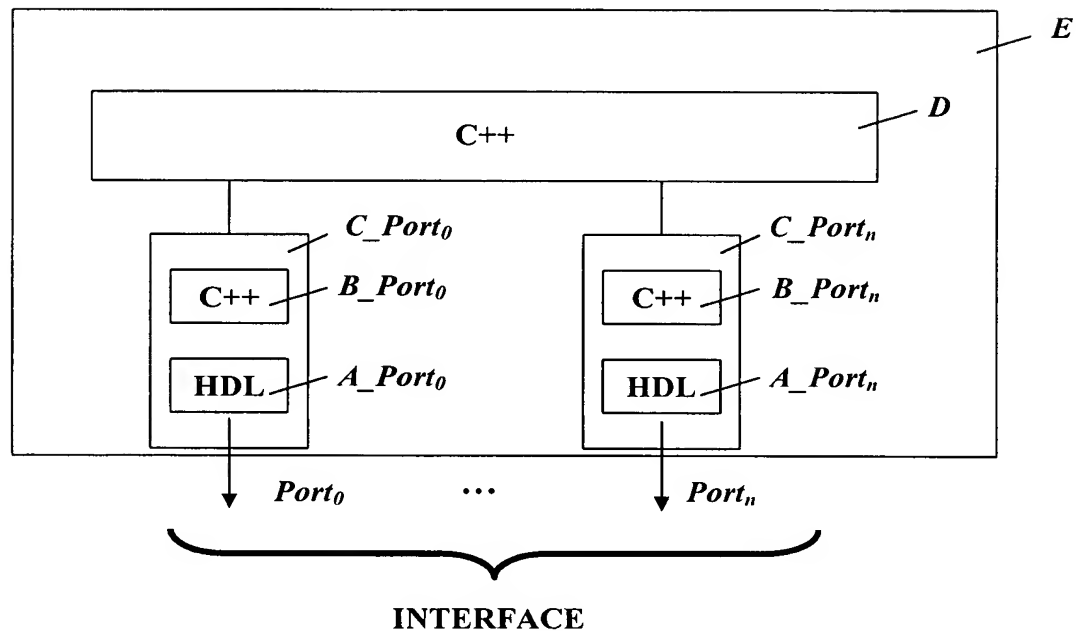 E
D
C++
C_Port₀ C_Portₙ
C++ B_Port₀ C++ B_Portₙ
HDL A_Port₀ HDL A_Portₙ
Port₀ ... Portₙ
INTERFACE